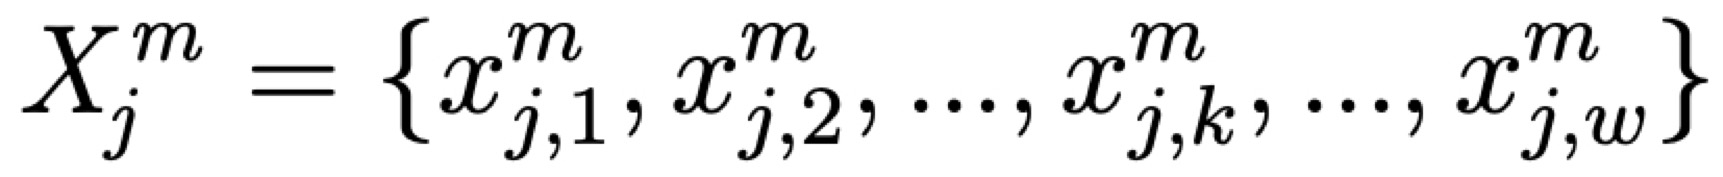 $X_j^m = \{x_{j,1}^m, x_{j,2}^m, ..., x_{j,k}^m, ..., x_{j,w}^m\}$